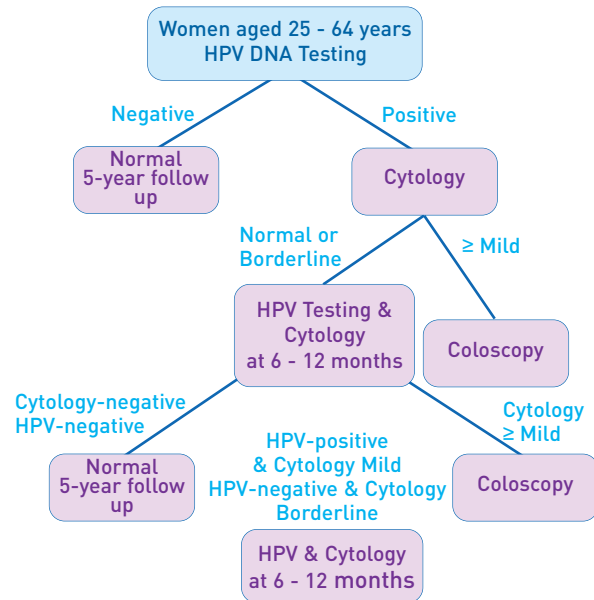 Women aged 25 - 64 years
HPV DNA Testing
Negative
Positive
Normal
5-year follow
up
Cytology
Normal or
Borderline
≥ Mild
HPV Testing &
Cytology
at 6 - 12 months
Coloscopy
Cytology-negative
HPV-negative
Cytology
≥ Mild
HPV-positive
& Cytology Mild
HPV-negative & Cytology
Borderline
Normal
5-year follow
up
Coloscopy
HPV & Cytology
at 6 - 12 months